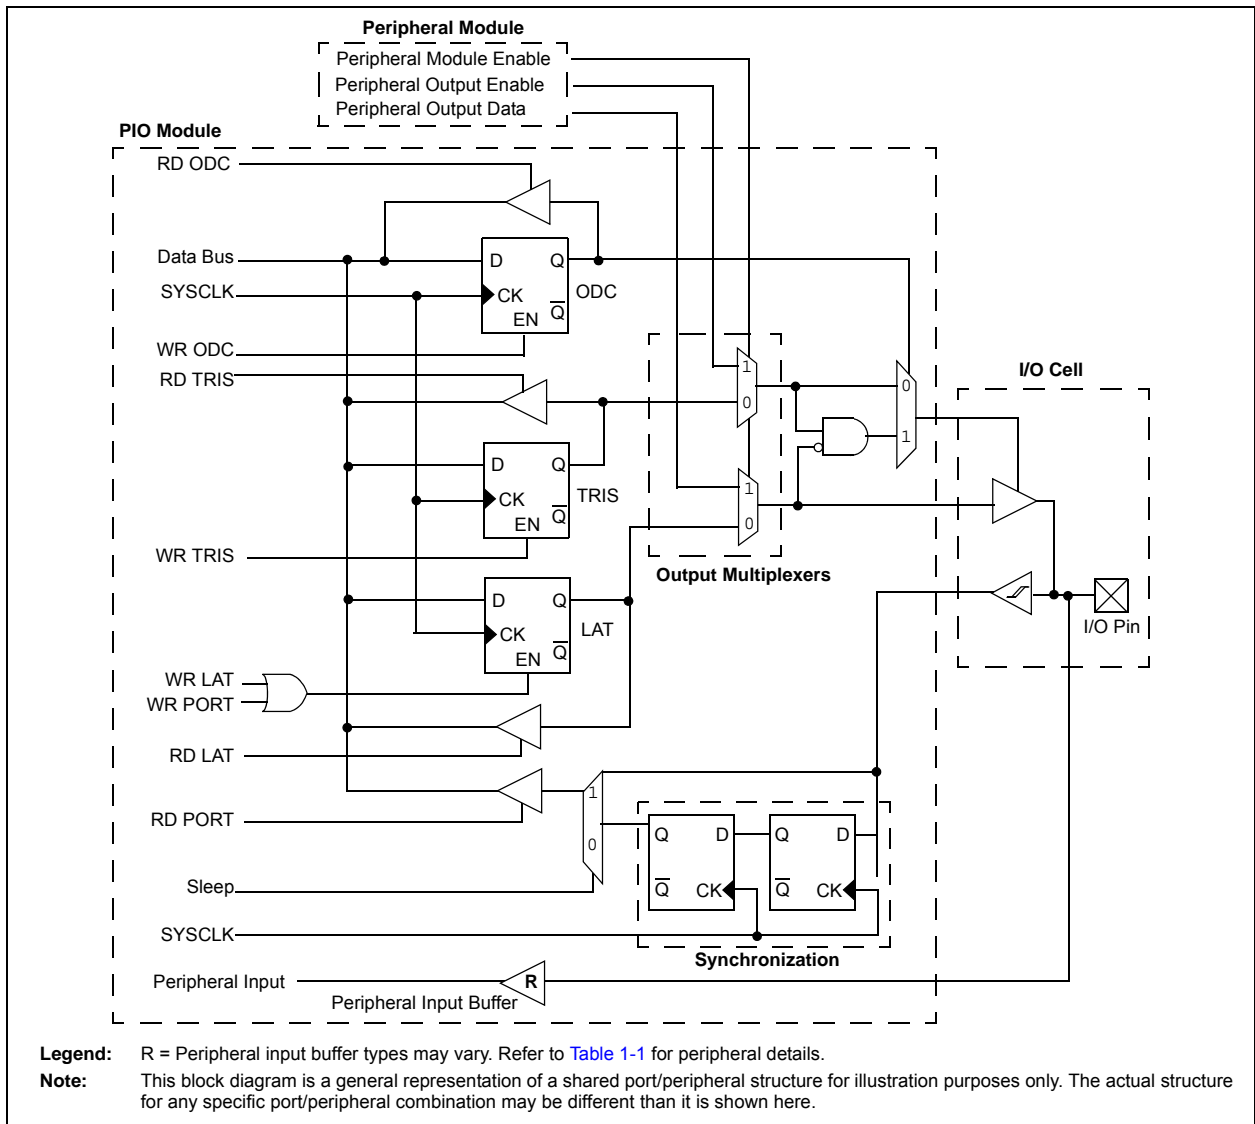 Peripheral Module
Peripheral Module Enable
Peripheral Output Enable
Peripheral Output Data
PIO Module
RD ODC
Data Bus
D Q
SYSCLK
CK
ODC
EN Q̅
WR ODC
RD TRIS
1
0
0
1
I/O Cell
D Q
CK
TRIS
EN Q̅
1
0
WR TRIS
Output Multiplexers
D Q
CK
LAT
EN Q̅
I/O Pin
WR LAT
WR PORT
RD LAT
RD PORT
1
0
Q D
Q D
Q̅ CK
Q̅ CK
Sleep
SYSCLK
Synchronization
Peripheral Input
R
Peripheral Input Buffer
Legend: R = Peripheral input buffer types may vary. Refer to Table 1-1 for peripheral details.
Note: This block diagram is a general representation of a shared port/peripheral structure for illustration purposes only. The actual structure
for any specific port/peripheral combination may be different than it is shown here.